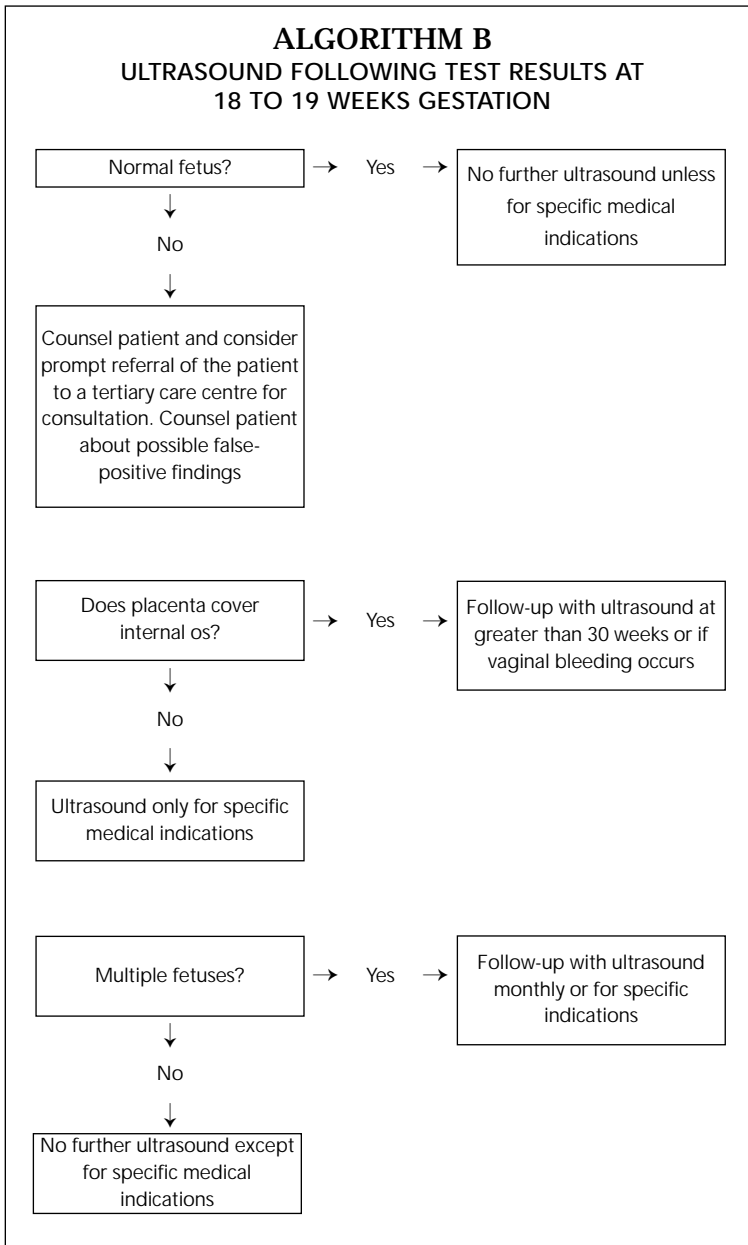 ALGORITHM B
ULTRASOUND FOLLOWING TEST RESULTS AT
18 TO 19 WEEKS GESTATION
Normal fetus? → Yes →
No further ultrasound unless
for specific medical
indications
↓
No
↓
Counsel patient and consider
prompt referral of the patient
to a tertiary care centre for
consultation. Counsel patient
about possible false-
positive findings
Does placenta cover
internal os?
→ Yes →
Follow-up with ultrasound at
greater than 30 weeks or if
vaginal bleeding occurs
↓
No
↓
Ultrasound only for specific
medical indications
Multiple fetuses? → Yes →
Follow-up with ultrasound
monthly or for specific
indications
↓
No
↓
No further ultrasound except
for specific medical
indications